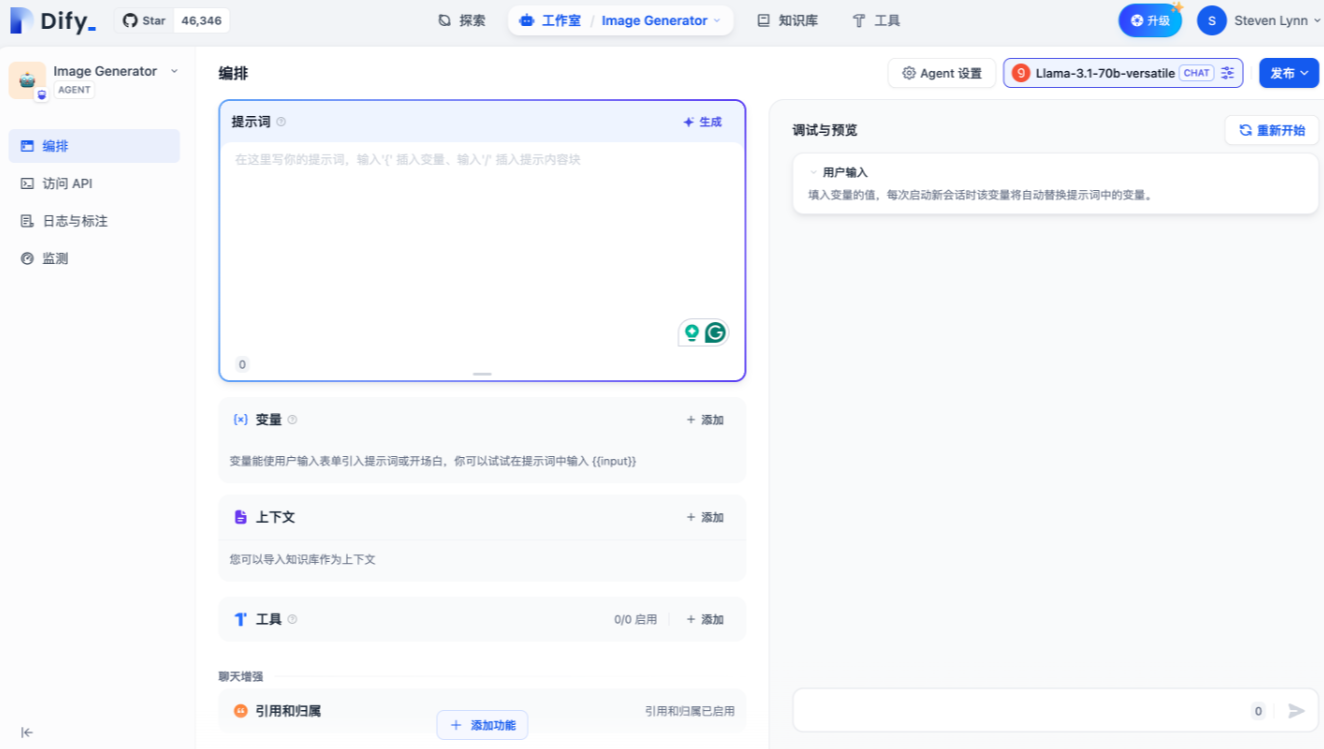 Dify_
Star 46,346
探索
工作室 / Image Generator
知识库
工具
升级
S Steven Lynn
Image Generator
AGENT
编排
访问 API
日志与标注
监测
编排
Agent 设置
Llama-3.1-70b-versatile CHAT
发布
提示词
生成
在这里写你的提示词，输入'{' 插入变量、输入'/' 插入提示内容块
0
变量
+ 添加
变量能使用户输入表单引入提示词或开场白，你可以试试在提示词中输入 {{input}}
上下文
+ 添加
您可以导入知识库作为上下文
工具
0/0 启用
+ 添加
聊天增强
引用和归属
引用和归属已启用
+ 添加功能
调试与预览
重新开始
用户输入
填入变量的值，每次启动新会话时该变量将自动替换提示词中的变量。
0